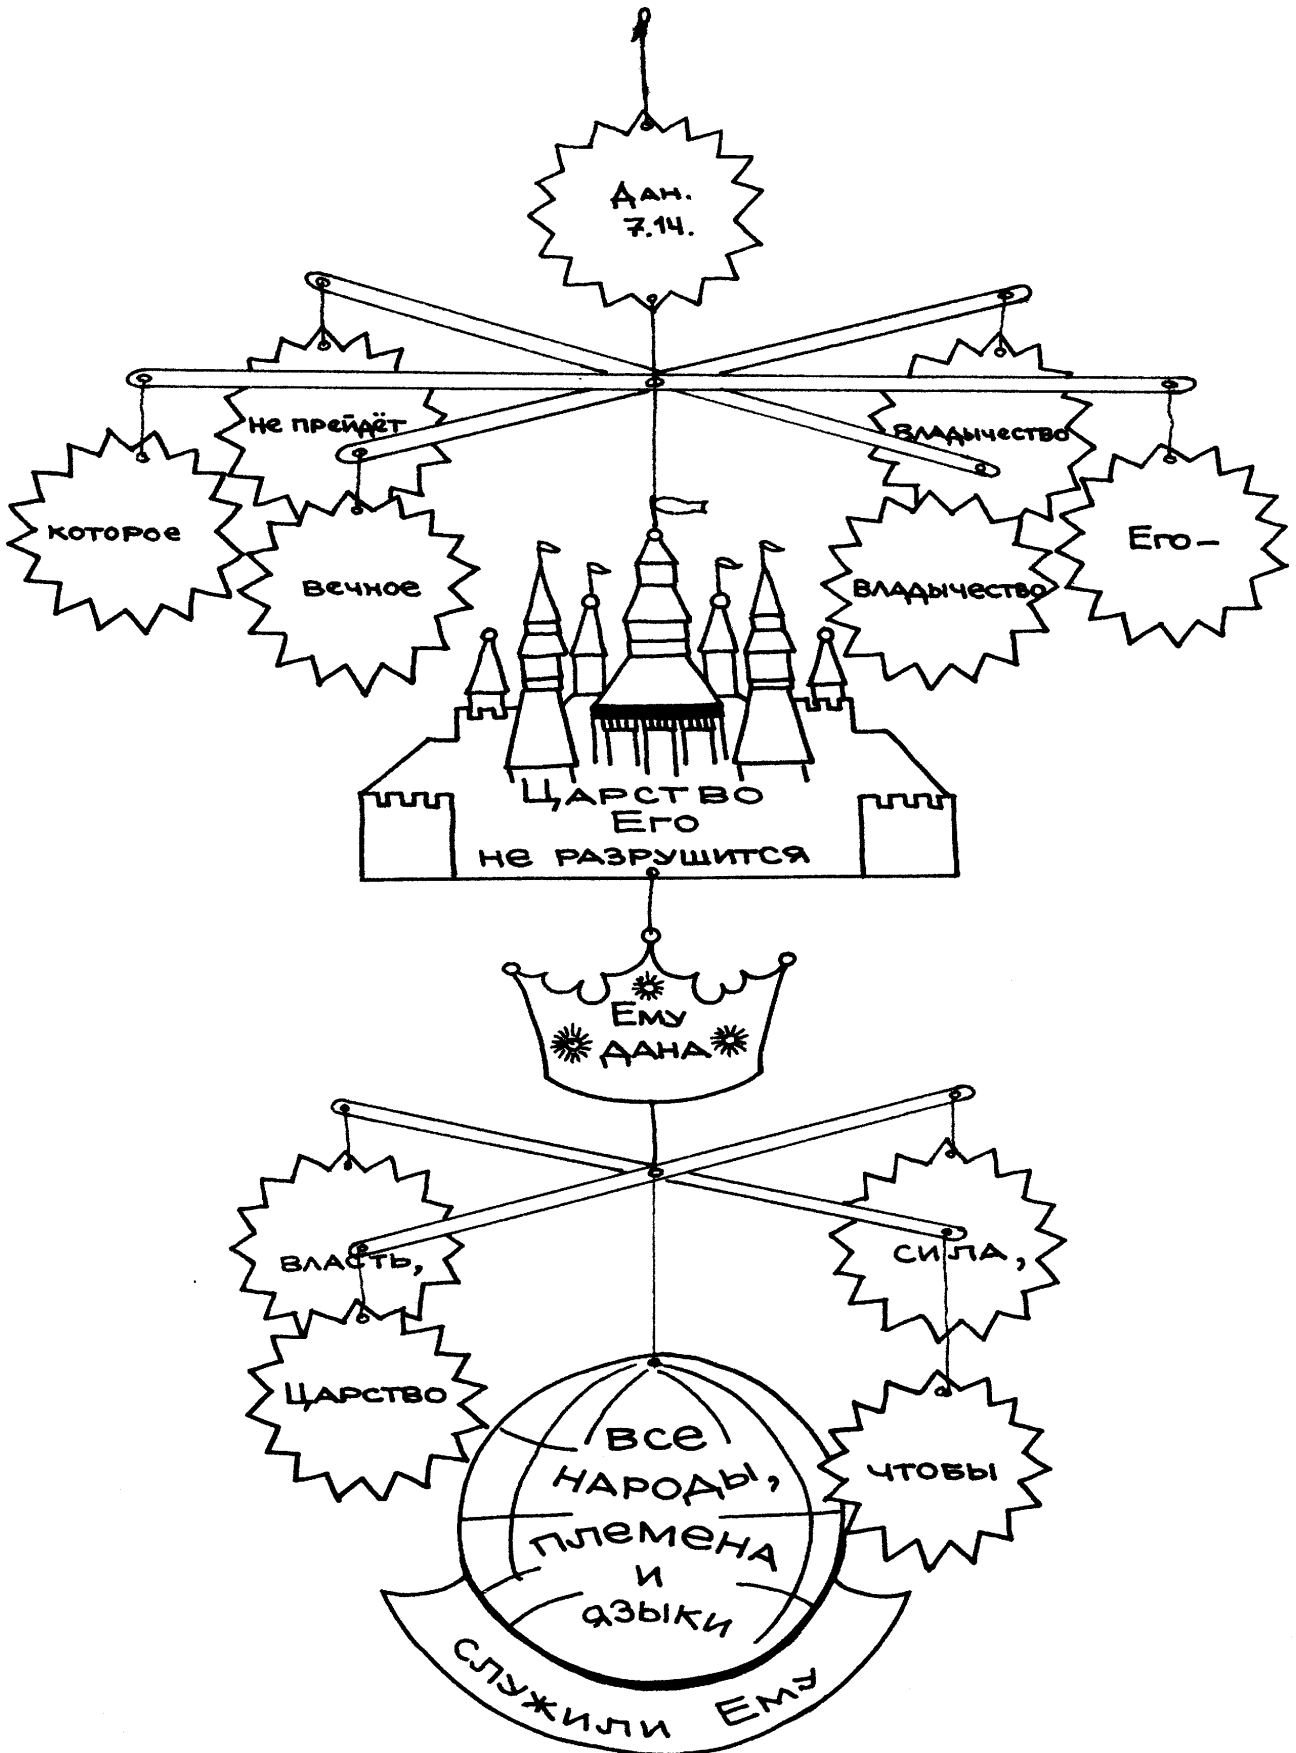 Дан.
7.14.
не прейдёт
Владычество
которое
Его–
вечное
владычество
Царство
Его
не разрушится
Ему
дана
власть,
сила,
царство
чтобы
все
народы,
племена
и
языки
служили Ему